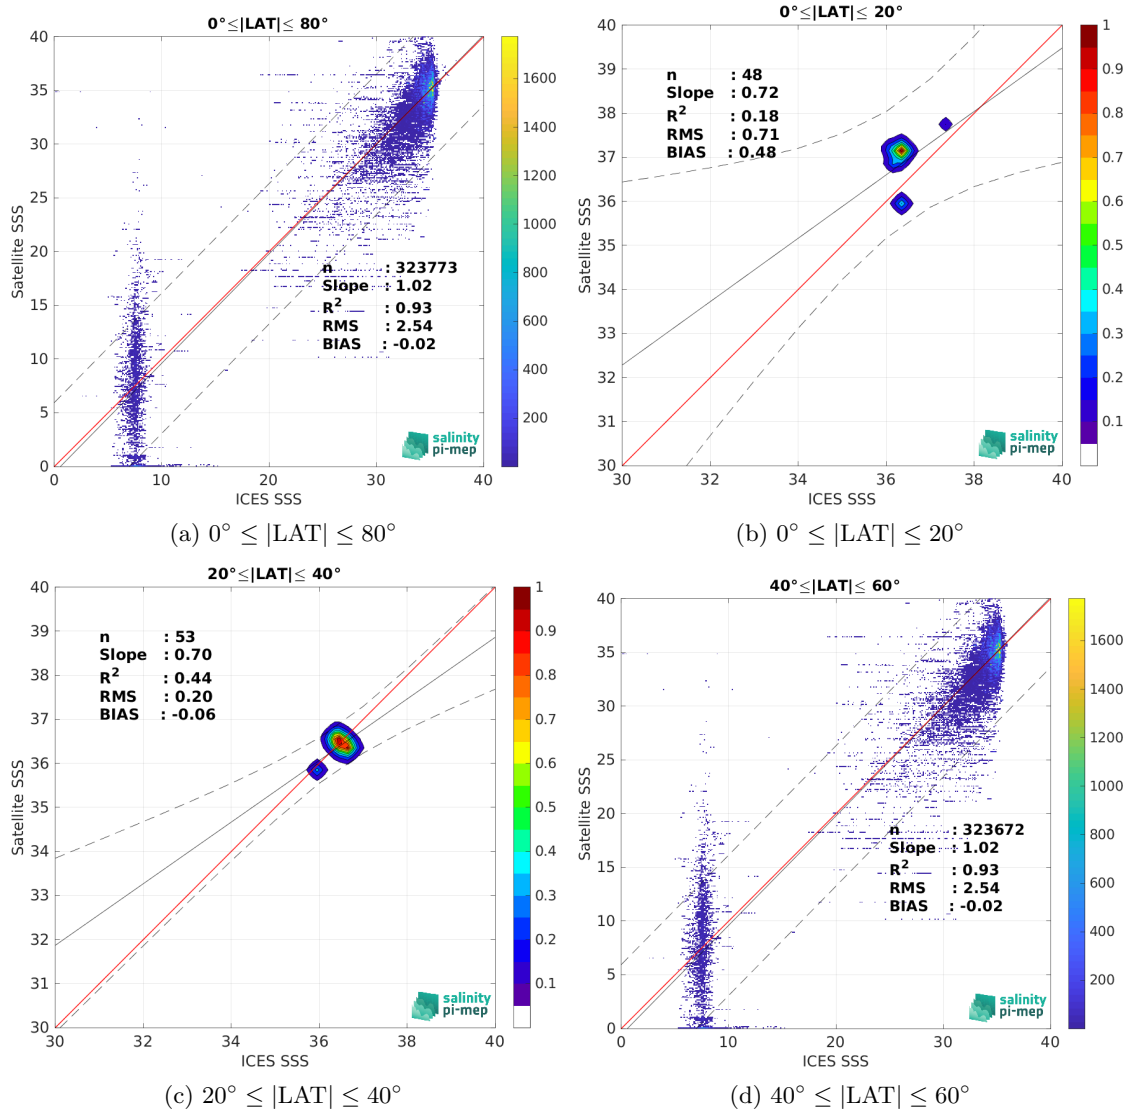 0°≤|LAT|≤ 80°
40
35
30
25
20
15
10
5
0
Satellite SSS
n : 323773
Slope : 1.02
R² : 0.93
RMS : 2.54
BIAS : -0.02
salinity
pi-mep
0 10 20 30 40
ICES SSS
1600
1400
1200
1000
800
600
400
200
(a) 0° ≤ |LAT| ≤ 80°
0°≤|LAT|≤ 20°
40
39
38
37
36
35
34
33
32
31
30
Satellite SSS
n : 48
Slope : 0.72
R² : 0.18
RMS : 0.71
BIAS : 0.48
salinity
pi-mep
30 32 34 36 38 40
ICES SSS
1
0.9
0.8
0.7
0.6
0.5
0.4
0.3
0.2
0.1
(b) 0° ≤ |LAT| ≤ 20°
20°≤|LAT|≤ 40°
40
39
38
37
36
35
34
33
32
31
30
Satellite SSS
n : 53
Slope : 0.70
R² : 0.44
RMS : 0.20
BIAS : -0.06
salinity
pi-mep
30 32 34 36 38 40
ICES SSS
1
0.9
0.8
0.7
0.6
0.5
0.4
0.3
0.2
0.1
(c) 20° ≤ |LAT| ≤ 40°
40°≤|LAT|≤ 60°
40
35
30
25
20
15
10
5
0
Satellite SSS
n : 323672
Slope : 1.02
R² : 0.93
RMS : 2.54
BIAS : -0.02
salinity
pi-mep
0 10 20 30 40
ICES SSS
1600
1400
1200
1000
800
600
400
200
(d) 40° ≤ |LAT| ≤ 60°